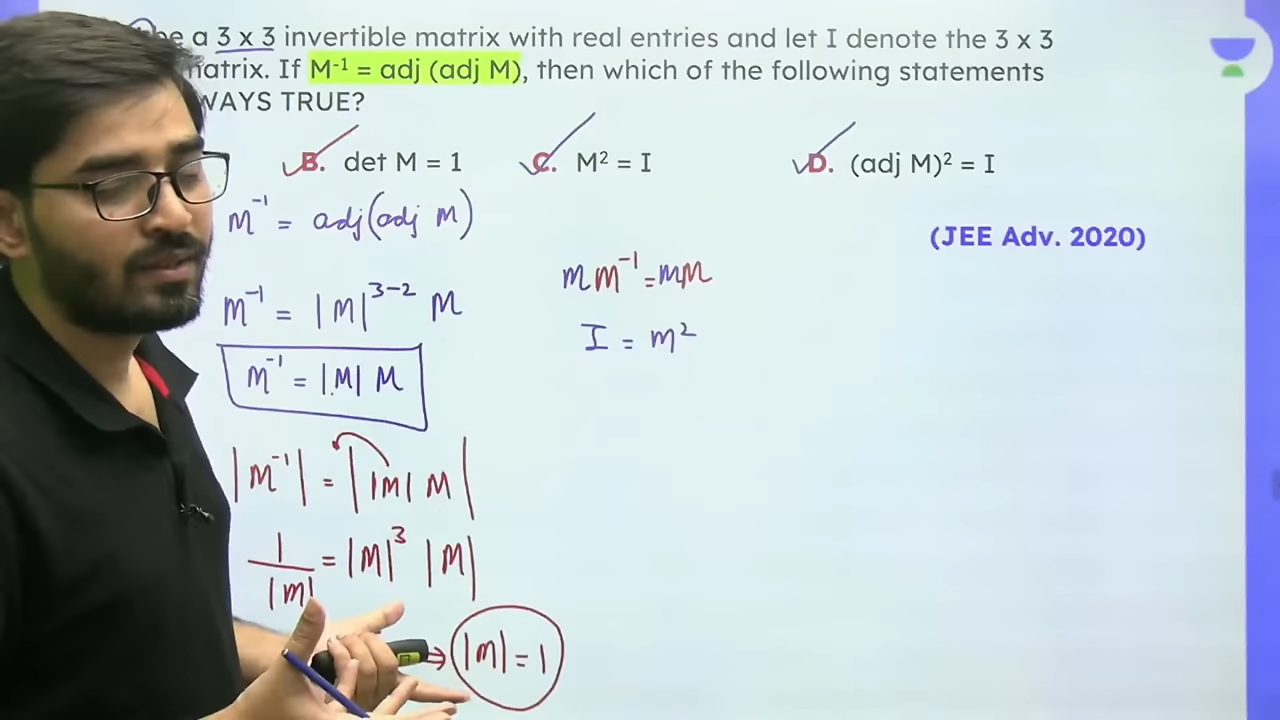 be a 3 x 3 invertible matrix with real entries and let I denote the 3 x 3
matrix. If M⁻¹ = adj (adj M), then which of the following statements
WAYS TRUE?
B. det M = 1
C. M² = I
D. (adj M)² = I
(JEE Adv. 2020)
M⁻¹ = adj(adj M)
M⁻¹ = |M|³⁻² M
M⁻¹ = |M| M
|M⁻¹| = ||M| M|
1/|M| = |M|³ |M|
⇒ |M| = 1
M M⁻¹ = M M
I = M²